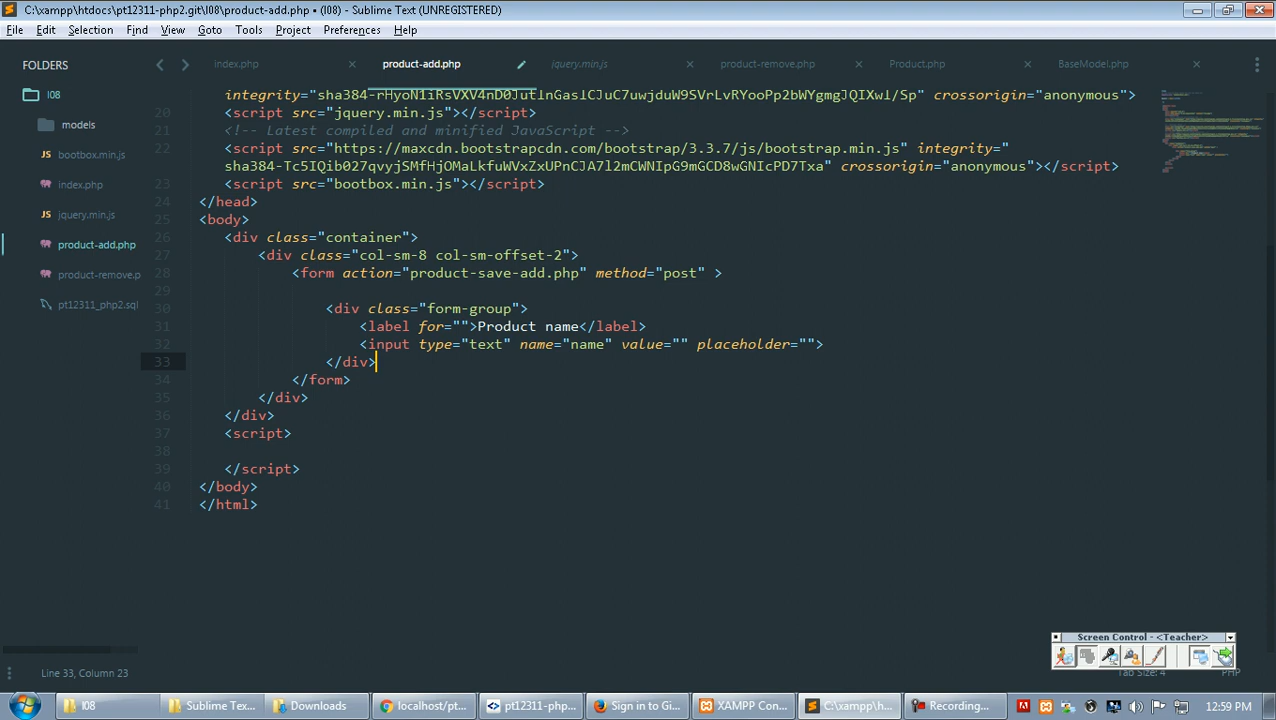 C:\xampp\htdocs\pt12311-php2.git\l08\product-add.php • (l08) - Sublime Text (UNREGISTERED)
File Edit Selection Find View Goto Tools Project Preferences Help
FOLDERS
l08
models
bootbox.min.js
index.php
jquery.min.js
product-add.php
product-remove.p
pt12311_php2.sql
index.php product-add.php jquery.min.js product-remove.php Product.php BaseModel.php
crossorigin="anonymous">
20 <script src="jquery.min.js"></script>
21 <!-- Latest compiled and minified JavaScript -->
22 <script src="https://maxcdn.bootstrapcdn.com/bootstrap/3.3.7/js/bootstrap.min.js" integrity="
sha384-Tc5IQib027qvyjSMfHjOMaLkfuWVxZxUPnCJA7l2mCWNIpG9mGCD8wGNIcPD7Txa" crossorigin="anonymous"></script>
23 <script src="bootbox.min.js"></script>
24 </head>
25 <body>
26 <div class="container">
27 <div class="col-sm-8 col-sm-offset-2">
28 <form action="product-save-add.php" method="post" >
29
30 <div class="form-group">
31 <label for="">Product name</label>
32 <input type="text" name="name" value="" placeholder="">
33 </div>
34 </form>
35 </div>
36 </div>
37 <script>
38
39 </script>
40 </body>
41 </html>
Screen Control - <Teacher>
Line 33, Column 23
Tab Size: 4
PHP
l08 Sublime Tex... Downloads localhost/pt... pt12311-php... Sign in to Gi... XAMPP Con... C:\xampp\h... Recording... 12:59 PM